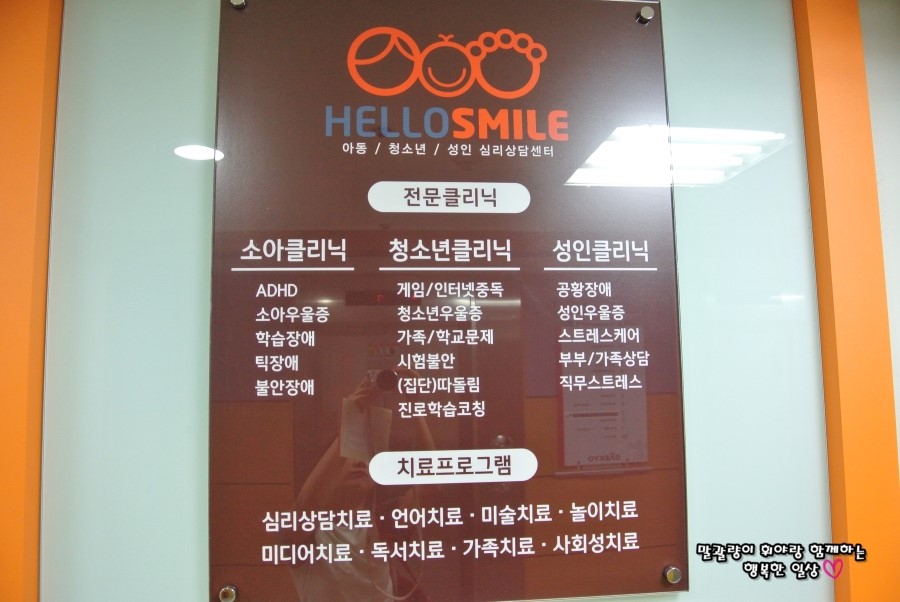 HELLOSMILE
아동 / 청소년 / 성인 심리상담센터
전문클리닉
소아클리닉
ADHD
소아우울증
학습장애
틱장애
불안장애
청소년클리닉
게임/인터넷중독
청소년우울증
가족/학교문제
시험불안
(집단)따돌림
진로학습코칭
성인클리닉
공황장애
성인우울증
스트레스케어
부부/가족상담
직무스트레스
치료프로그램
심리상담치료 · 언어치료 · 미술치료 · 놀이치료
미디어치료 · 독서치료 · 가족치료 · 사회성치료
말괄량이 휘야랑 함께하는
행복한 일상